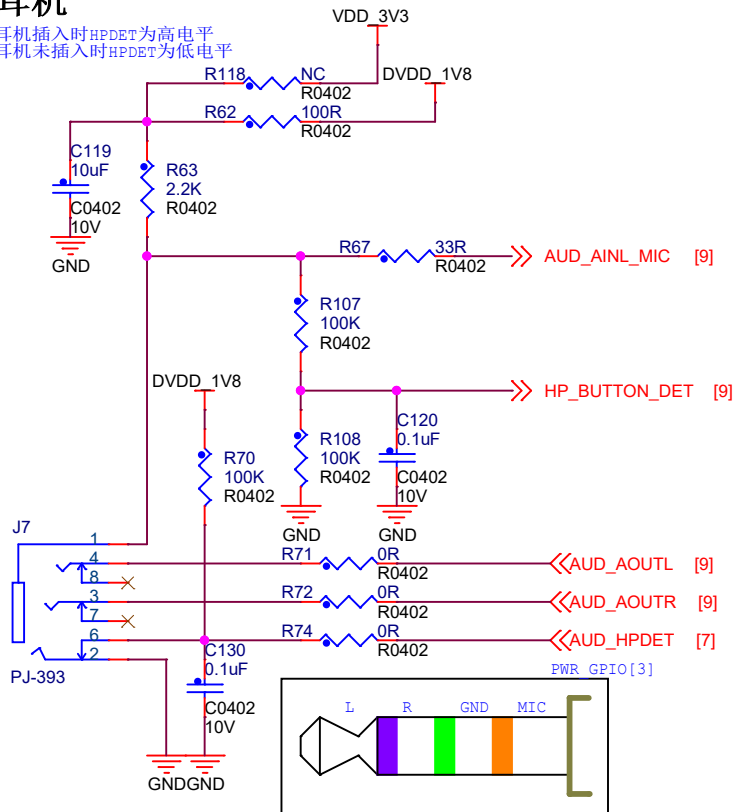 耳机
耳机插入时HPDET为高电平
耳机未插入时HPDET为低电平
VDD_3V3
R118 NC
R0402
DVDD_1V8
R62 100R
R0402
C119
10uF
C0402
10V
GND
R63
2.2K
R0402
R67 33R
R0402
AUD_AINL_MIC [9]
R107
100K
R0402
HP_BUTTON_DET [9]
DVDD_1V8
R70
100K
R0402
R108
100K
R0402
GND
C120
0.1uF
C0402
10V
GND
J7
1
4
8
3
7
6
2
PJ-393
R71 0R
R0402
AUD_AOUTL [9]
R72 0R
R0402
AUD_AOUTR [9]
R74 0R
R0402
AUD_HPDET [7]
C130
0.1uF
C0402
10V
GND
GND
PWR_GPIO[3]
L R GND MIC